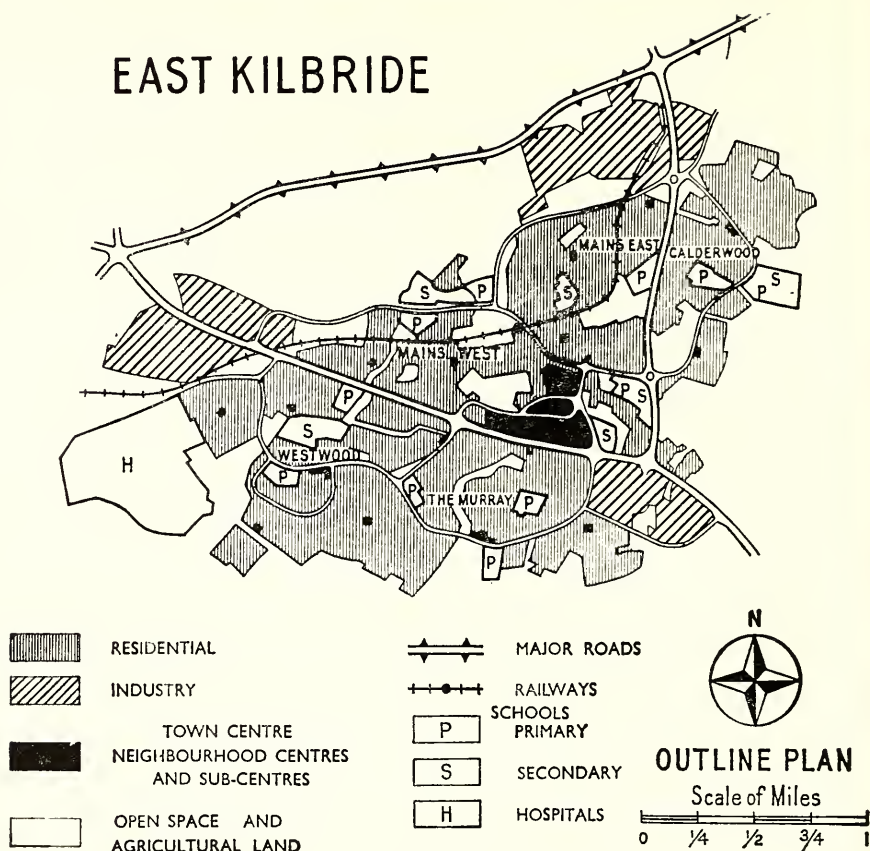 EAST KILBRIDE
MAINS EAST
CALDERWOOD
P
P
S
P
S
P
S
P
MAINS WEST
P
P S
S
S
P
H
WESTWOOD
P
P
THE MURRAY
P
P
RESIDENTIAL
INDUSTRY
TOWN CENTRE
NEIGHBOURHOOD CENTRES
AND SUB-CENTRES
OPEN SPACE AND
AGRICULTURAL LAND
MAJOR ROADS
RAILWAYS
SCHOOLS
P PRIMARY
S SECONDARY
H HOSPITALS
N
OUTLINE PLAN
Scale of Miles
0 1/4 1/2 3/4 1